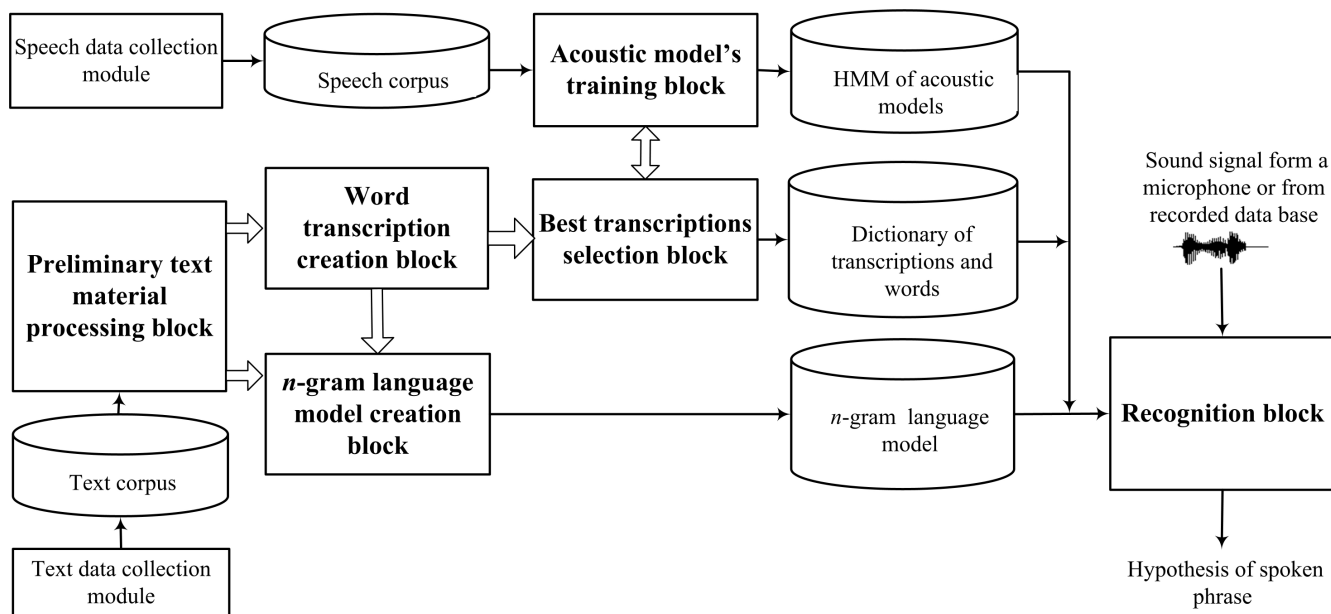 Speech data collection
module
Speech corpus
Acoustic model’s
training block
HMM of acoustic
models
Sound signal form a
microphone or from
recorded data base
Preliminary text
material
processing block
Word
transcription
creation block
Best transcriptions
selection block
Dictionary of
transcriptions and
words
n-gram language
model creation
block
n-gram language
model
Recognition block
Text corpus
Text data collection
module
Hypothesis of spoken
phrase